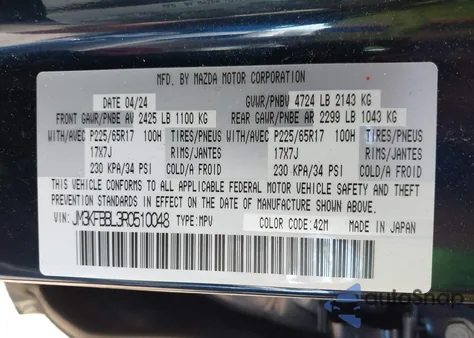 MFD. BY MAZDA MOTOR CORPORATION
DATE 04/24 GVWR/PNBV 4724 LB 2143 KG
FRONT GAWR/PNBE AV 2425 LB 1100 KG REAR GAWR/PNBE AR 2299 LB 1043 KG
WITH/AVEC P225/65R17 100H TIRES/PNEUS WITH/AVEC P225/65R17 100H TIRES/PNEUS
17X7J RIMS/JANTES 17X7J RIMS/JANTES
230 KPA/34 PSI COLD/A FROID 230 KPA/34 PSI COLD/A FROID
THIS VEHICLE CONFORMS TO ALL APPLICABLE FEDERAL MOTOR VEHICLE SAFETY AND THEFT
PREVENTION STANDARDS IN EFFECT ON THE DATE OF MANUFACTURE SHOWN ABOVE.
VIN: JM3KFBBL3R0510048 TYPE: MPV COLOR CODE: 42M MADE IN JAPAN
autoSnap